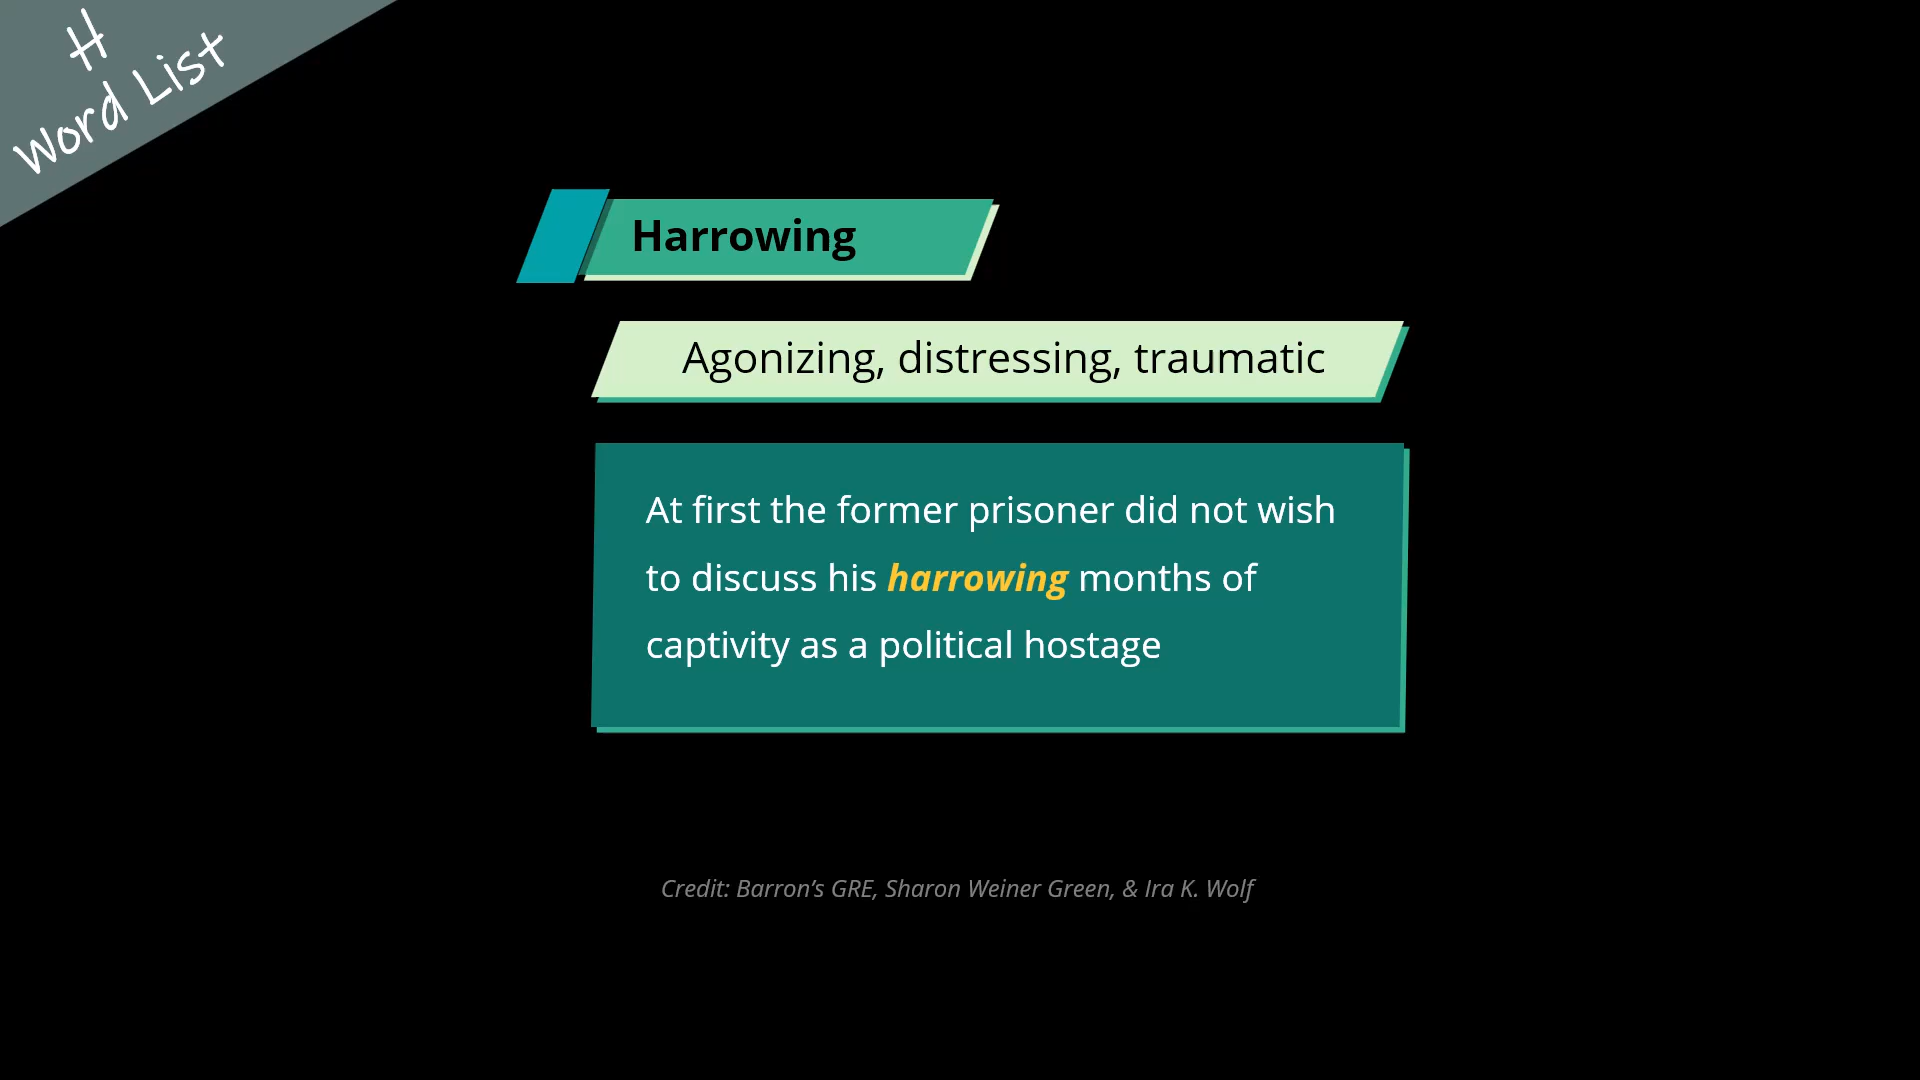 H
Word List
Harrowing
Agonizing, distressing, traumatic
At first the former prisoner did not wish
to discuss his harrowing months of
captivity as a political hostage
Credit: Barron’s GRE, Sharon Weiner Green, & Ira K. Wolf